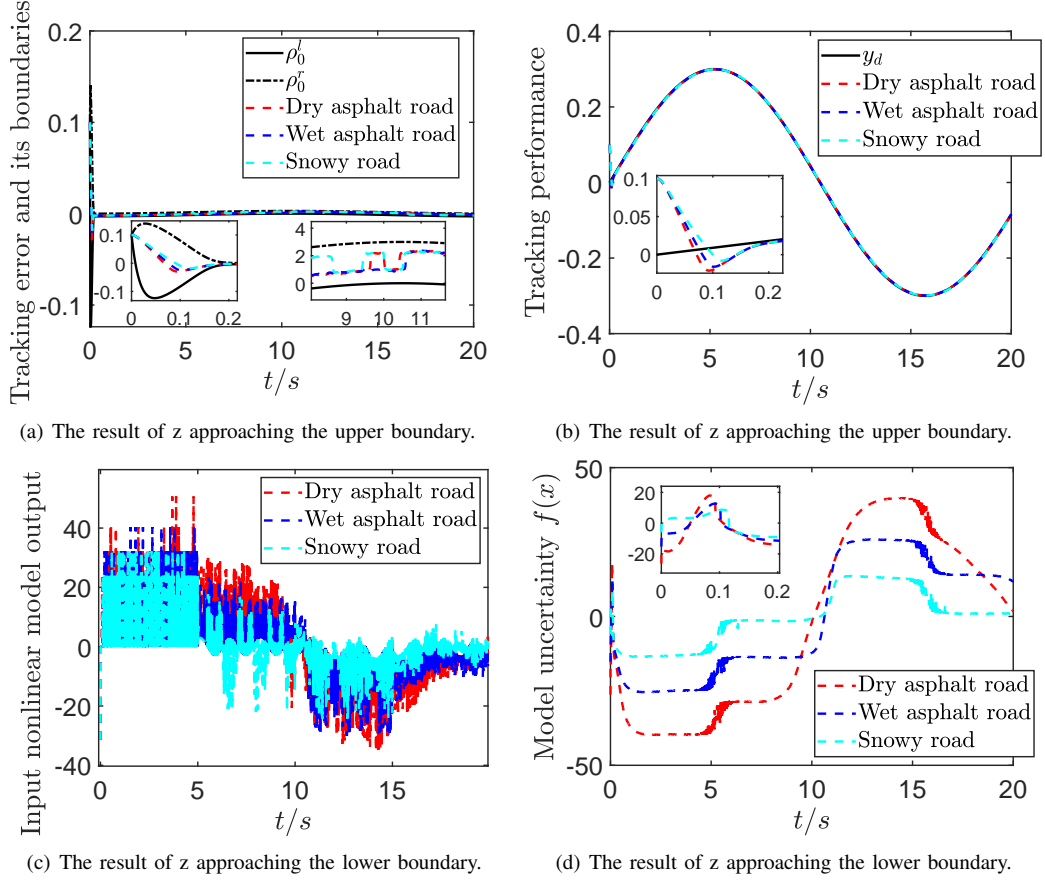 Tracking error and its boundaries
0.2
0.1
0
-0.1
ρ₀ˡ
ρ₀ʳ
Dry asphalt road
Wet asphalt road
Snowy road
0.1
0
-0.1
0 0.1 0.2
4
2
0
9 10 11
0 5 10 15 20
t/s
(a) The result of z approaching the upper boundary.
Tracking performance
0.4
0.2
0
-0.2
-0.4
y_d
Dry asphalt road
Wet asphalt road
Snowy road
0.1
0.05
0
0 0.1 0.2
0 5 10 15 20
t/s
(b) The result of z approaching the upper boundary.
Input nonlinear model output
40
20
0
-20
-40
Dry asphalt road
Wet asphalt road
Snowy road
0 5 10 15
t/s
(c) The result of z approaching the lower boundary.
Model uncertainty f(x)
50
0
-50
20
0
-20
0 0.1 0.2
Dry asphalt road
Wet asphalt road
Snowy road
0 5 10 15 20
t/s
(d) The result of z approaching the lower boundary.